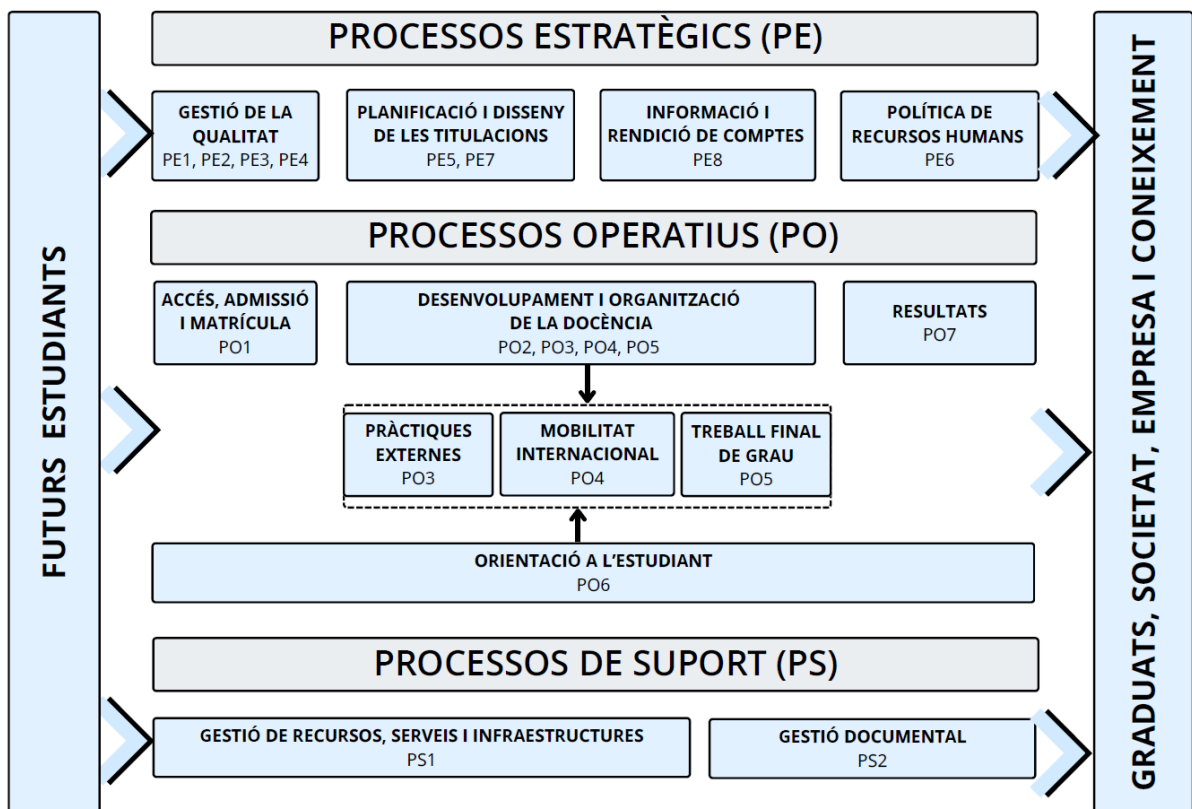 FUTURS ESTUDIANTS
PROCESSOS ESTRATÈGICS (PE)
GESTIÓ DE LA
QUALITAT
PE1, PE2, PE3, PE4
PLANIFICACIÓ I DISSENY
DE LES TITULACIONS
PE5, PE7
INFORMACIÓ I
RENDICIÓ DE COMPTES
PE8
POLÍTICA DE
RECURSOS HUMANS
PE6
PROCESSOS OPERATIUS (PO)
ACCÉS, ADMISSIÓ
I MATRÍCULA
PO1
DESENVOLUPAMENT I ORGANITZACIÓ
DE LA DOCÈNCIA
PO2, PO3, PO4, PO5
RESULTATS
PO7
PRÀCTIQUES
EXTERNES
PO3
MOBILITAT
INTERNACIONAL
PO4
TREBALL FINAL
DE GRAU
PO5
ORIENTACIÓ A L’ESTUDIANT
PO6
PROCESSOS DE SUPORT (PS)
GESTIÓ DE RECURSOS, SERVEIS I INFRAESTRUCTURES
PS1
GESTIÓ DOCUMENTAL
PS2
GRADUATS, SOCIETAT, EMPRESA I CONEIXEMENT